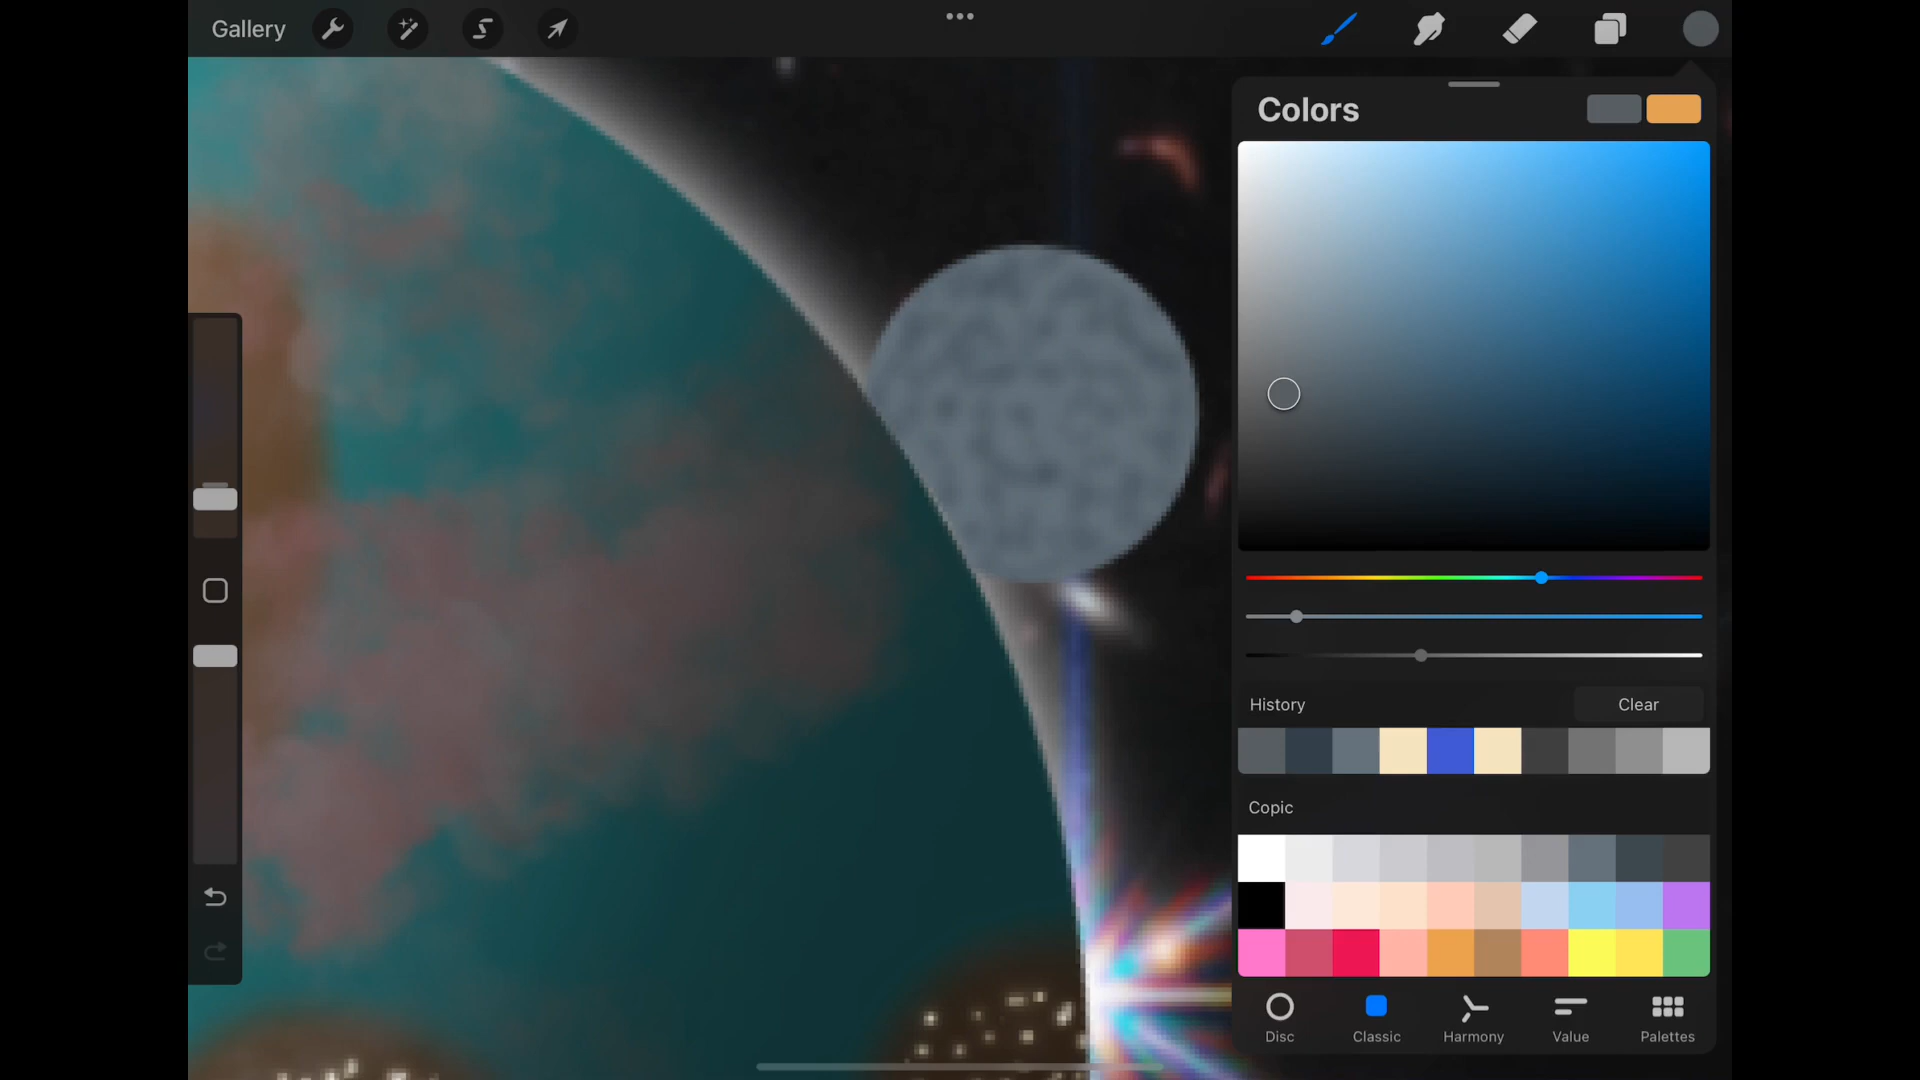 Gallery
Colors
History
Clear
Copic
Disc
Classic
Harmony
Value
Palettes